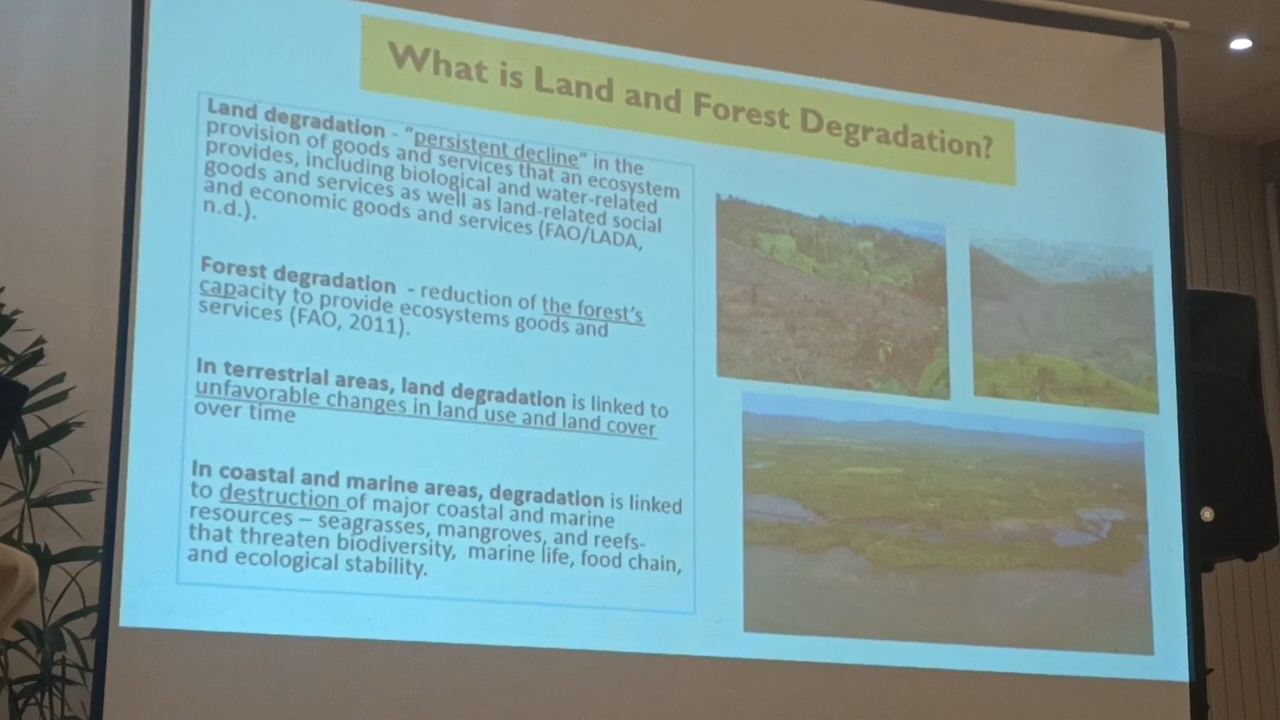 What is Land and Forest Degradation?
Land degradation - "persistent decline" in the
provision of goods and services that an ecosystem
provides, including biological and water-related
goods and services as well as land-related social
and economic goods and services (FAO/LADA,
n.d.).
Forest degradation - reduction of the forest's
capacity to provide ecosystems goods and
services (FAO, 2011).
In terrestrial areas, land degradation is linked to
unfavorable changes in land use and land cover
over time
In coastal and marine areas, degradation is linked
to destruction of major coastal and marine
resources – seagrasses, mangroves, and reefs-
that threaten biodiversity, marine life, food chain,
and ecological stability.